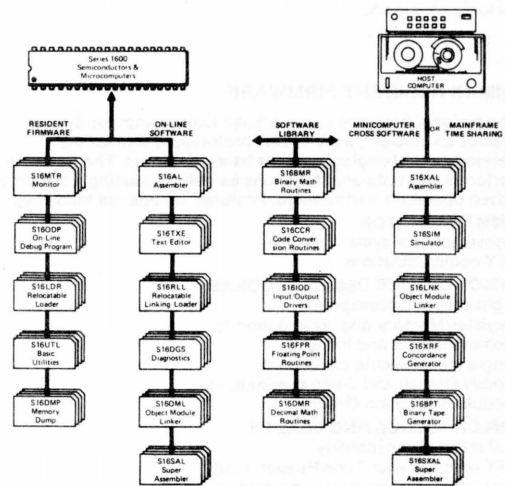 Series 1600
Semiconductors &
Microcomputers
HOST
COMPUTER
RESIDENT
FIRMWARE
ON-LINE
SOFTWARE
SOFTWARE
LIBRARY
MINICOMPUTER
CROSS SOFTWARE
OR
MAINFRAME
TIME SHARING
S16MTR
Monitor
S16ODP
On Line
Debug Program
S16LDR
Relocatable
Loader
S16UTL
Basic
Utilities
S16DMP
Memory
Dump
S16AL
Assembler
S16TXE
Text Editor
S16RLL
Relocatable
Linking Loader
S16DGS
Diagnostics
S16OML
Object Module
Linker
S16SAL
Super
Assembler
S16BMR
Binary Math
Routines
S16CCR
Code Conver
sion Routines
S16IOD
Input/Output
Drivers
S16FPR
Floating Point
Routines
S16DMR
Decimal Math
Routines
S16XAL
Assembler
S16SIM
Simulator
S16LNK
Object Module
Linker
S16XRF
Concordance
Generator
S16BPT
Binary Tape
Generator
S16SXAL
Super
Assembler